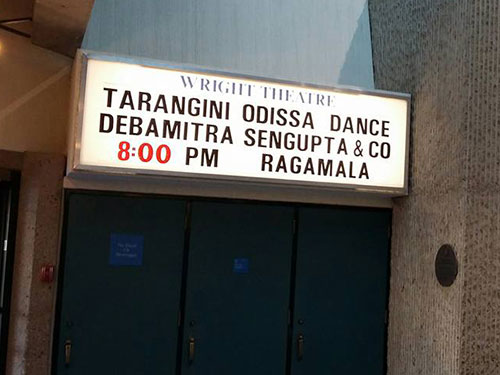 WRIGHT THEATRE
TARANGINI ODISSA DANCE
DEBAMITRA SENGUPTA & CO
8:00 PM RAGAMALA